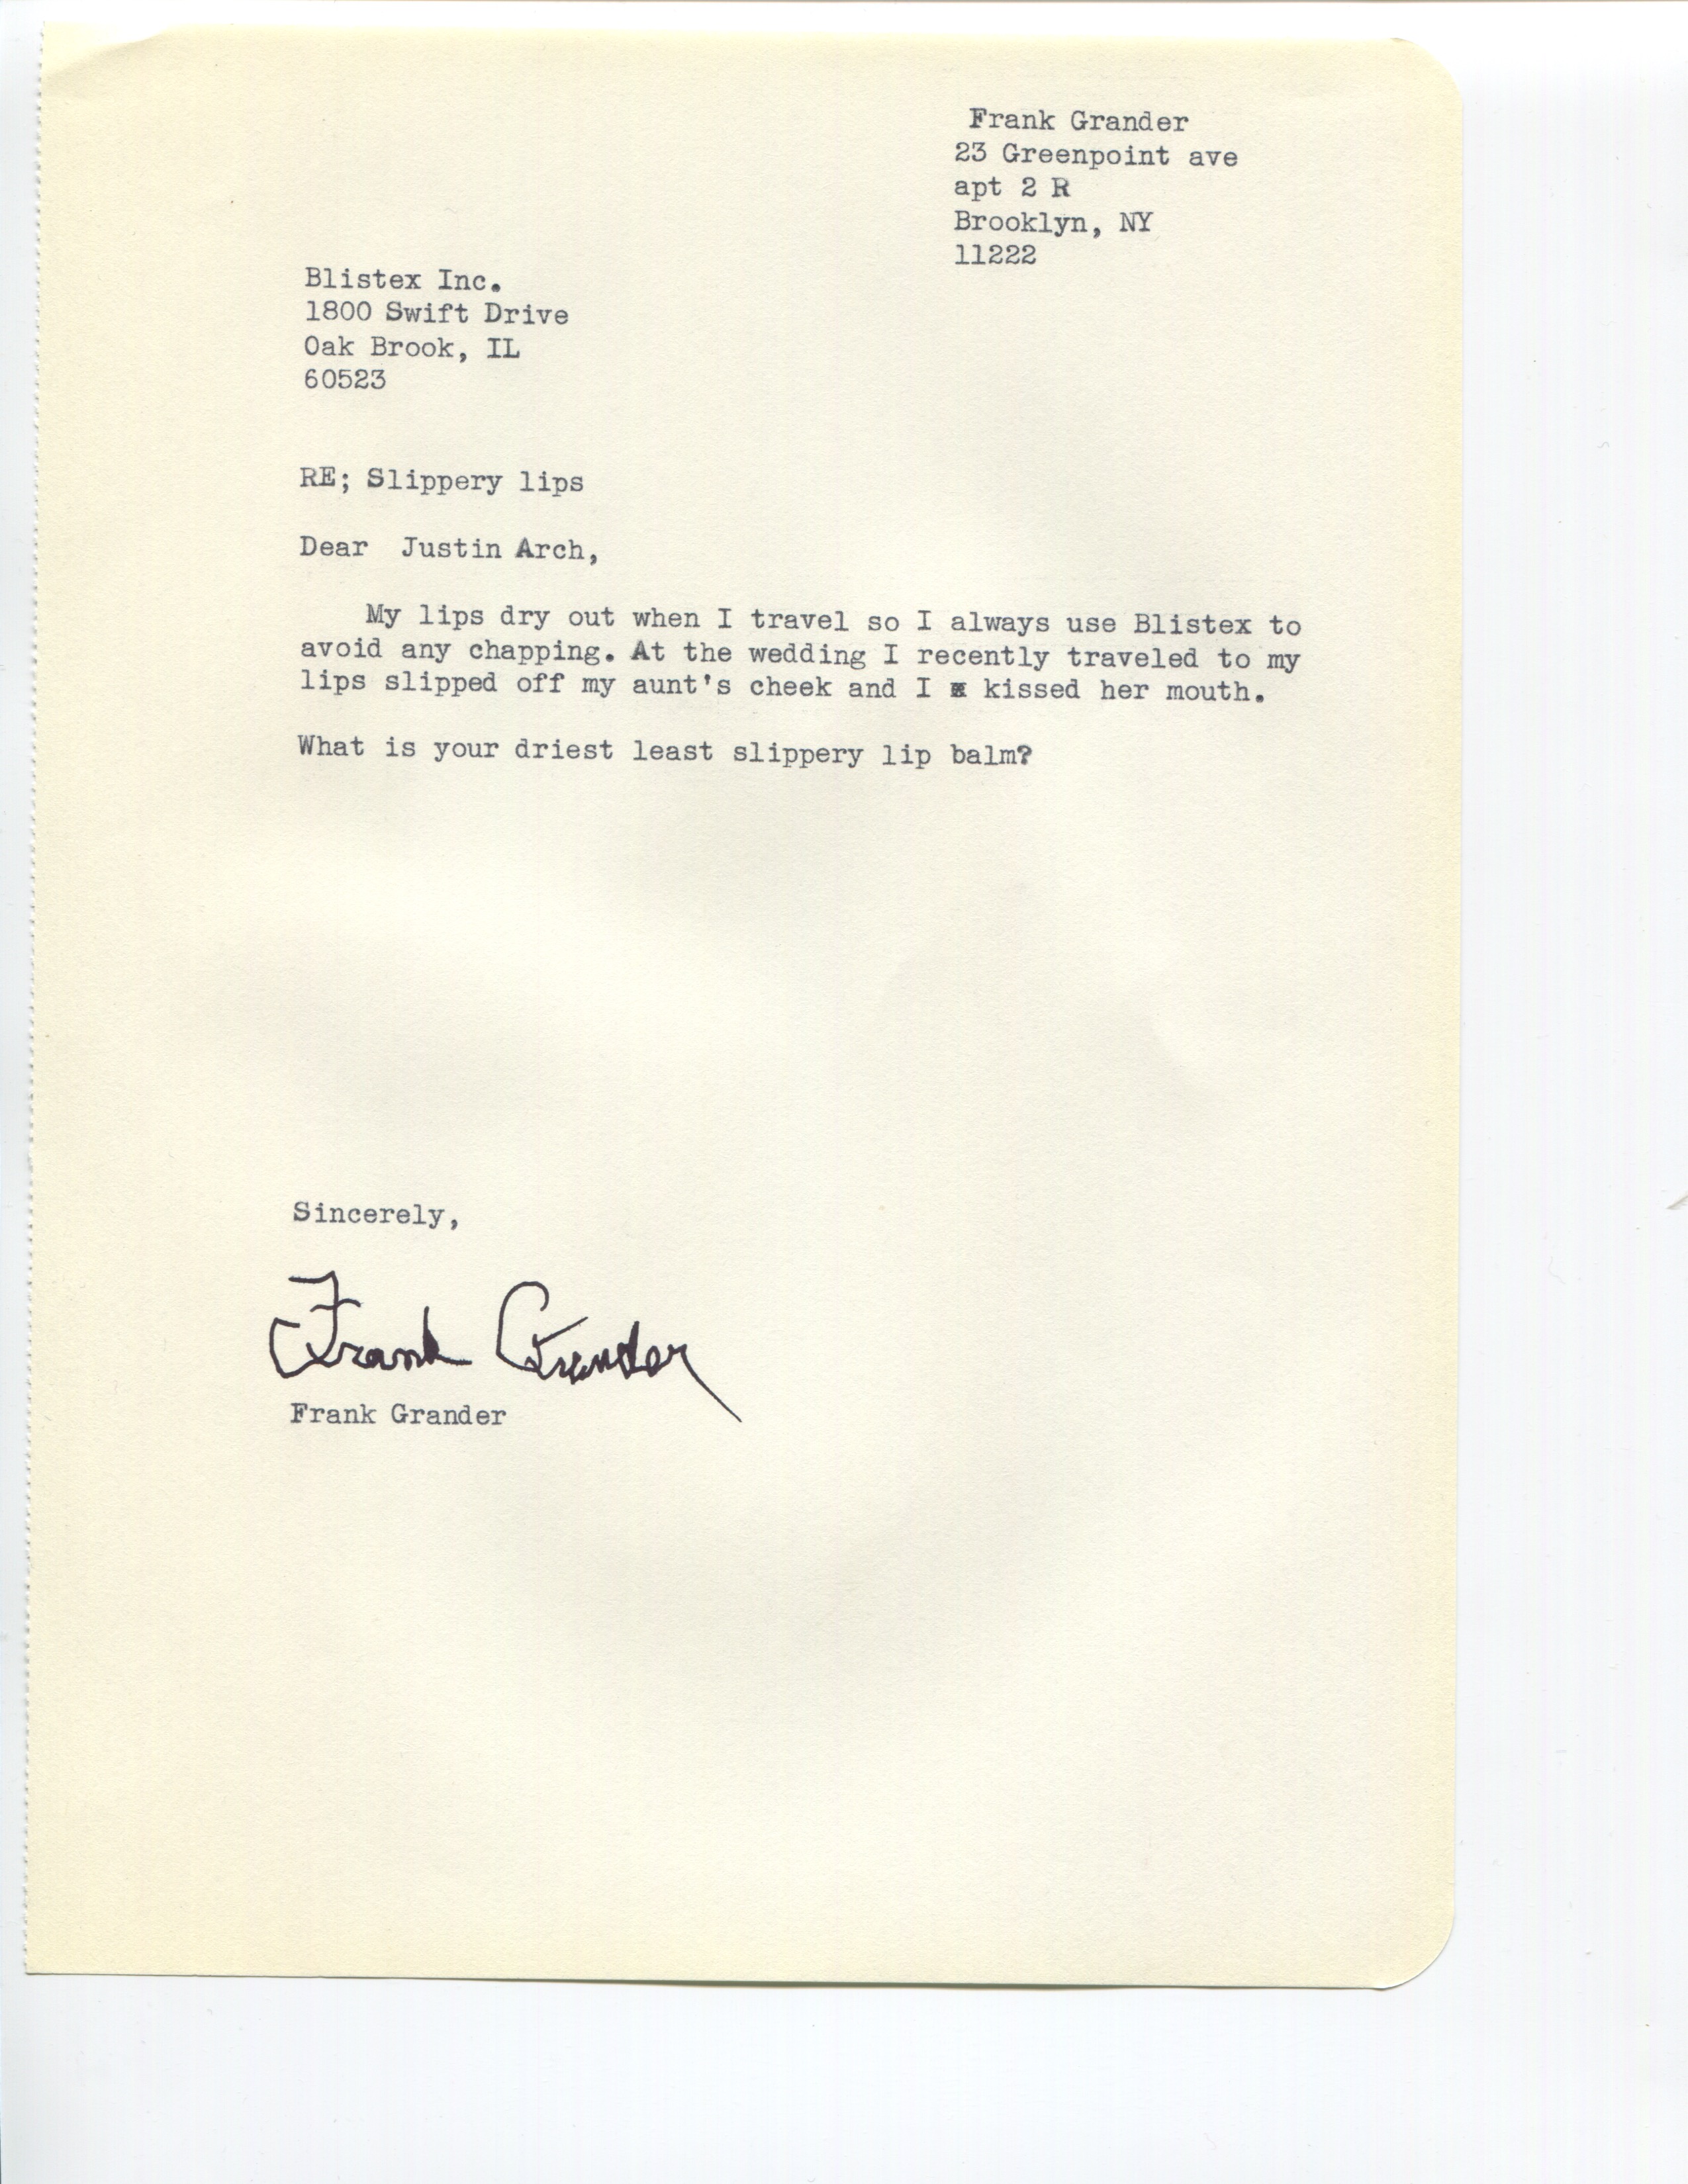 Frank Grander
23 Greenpoint ave
apt 2 R
Brooklyn, NY
11222
Blistex Inc.
1800 Swift Drive
Oak Brook, IL
60523
RE; Slippery lips
Dear  Justin Arch,
My lips dry out when I travel so I always use Blistex to
avoid any chapping. At the wedding I recently traveled to my
lips slipped off my aunt's cheek and I kissed her mouth.
What is your driest least slippery lip balm?
Sincerely,
Frank Grander
Frank Grander